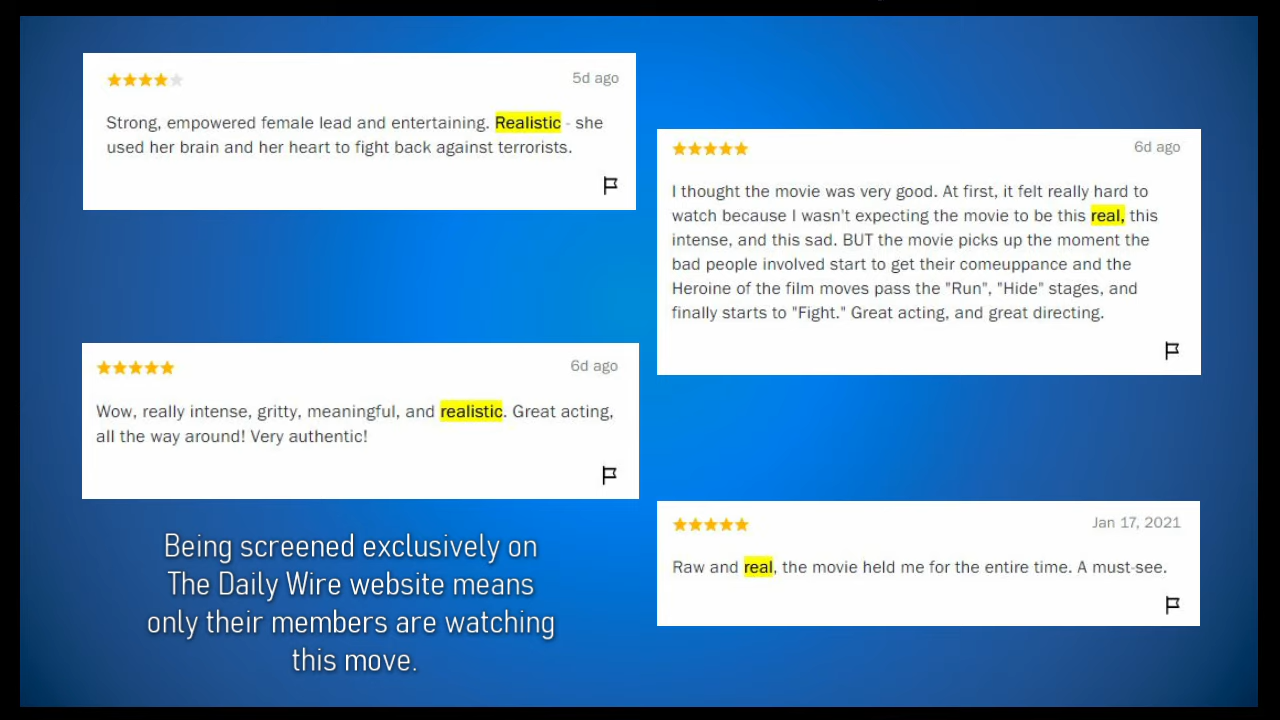 5d ago
Strong, empowered female lead and entertaining. Realistic - she
used her brain and her heart to fight back against terrorists.
6d ago
I thought the movie was very good. At first, it felt really hard to
watch because I wasn't expecting the movie to be this real, this
intense, and this sad. BUT the movie picks up the moment the
bad people involved start to get their comeuppance and the
Heroine of the film moves pass the "Run", "Hide" stages, and
finally starts to "Fight." Great acting, and great directing.
6d ago
Wow, really intense, gritty, meaningful, and realistic. Great acting,
all the way around! Very authentic!
Jan 17, 2021
Raw and real, the movie held me for the entire time. A must-see.
Being screened exclusively on
The Daily Wire website means
only their members are watching
this move.